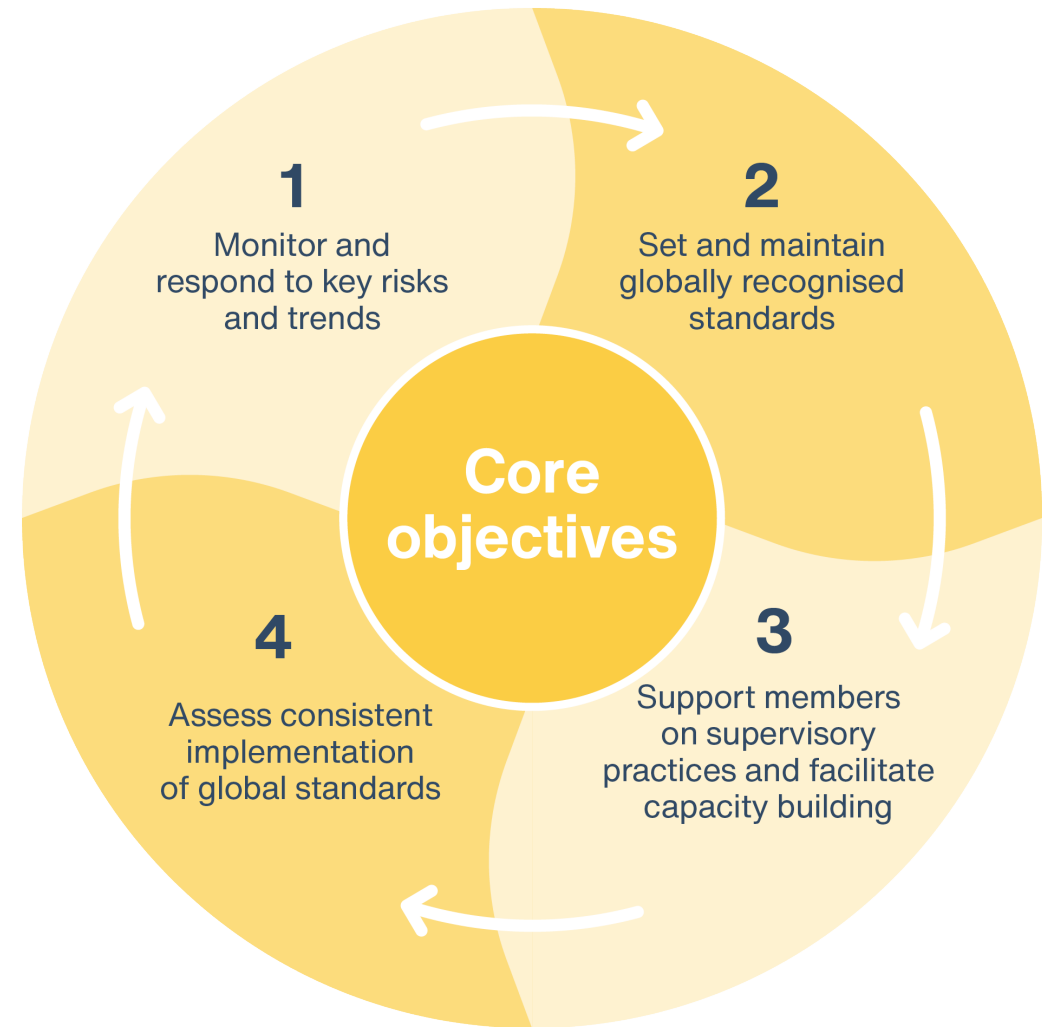 1
Monitor and
respond to key risks
and trends
2
Set and maintain
globally recognised
standards
Core
objectives
3
Support members
on supervisory
practices and facilitate
capacity building
4
Assess consistent
implementation
of global standards